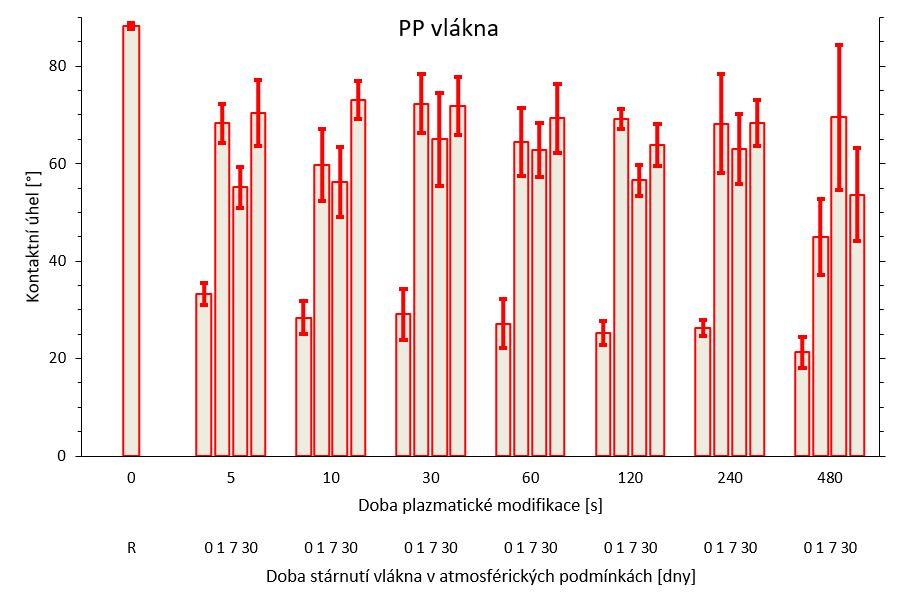 PP vlákna
Kontaktní úhel [°]
80
60
40
20
0
0 5 10 30 60 120 240 480
Doba plazmatické modifikace [s]
R 0 1 7 30 0 1 7 30 0 1 7 30 0 1 7 30 0 1 7 30 0 1 7 30 0 1 7 30
Doba stárnutí vlákna v atmosférických podmínkách [dny]